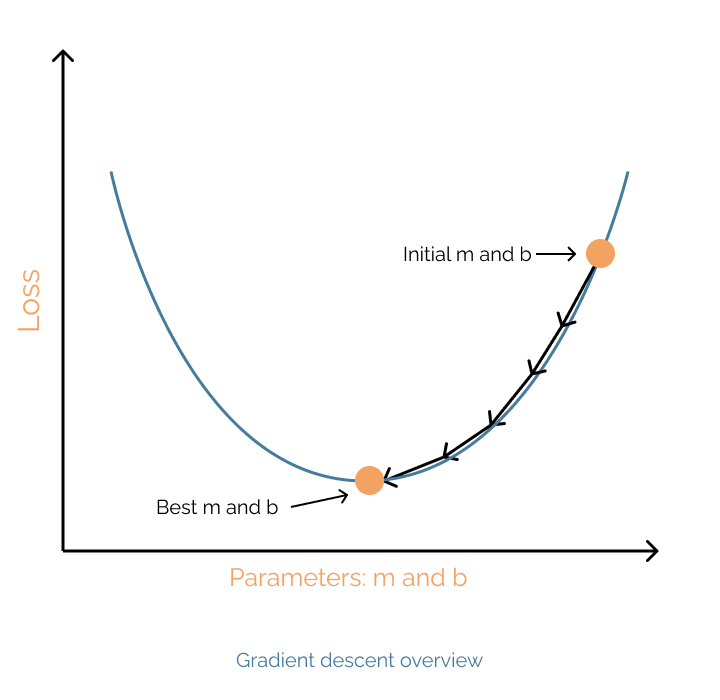 Initial m and b
Loss
Best m and b
Parameters: m and b
Gradient descent overview